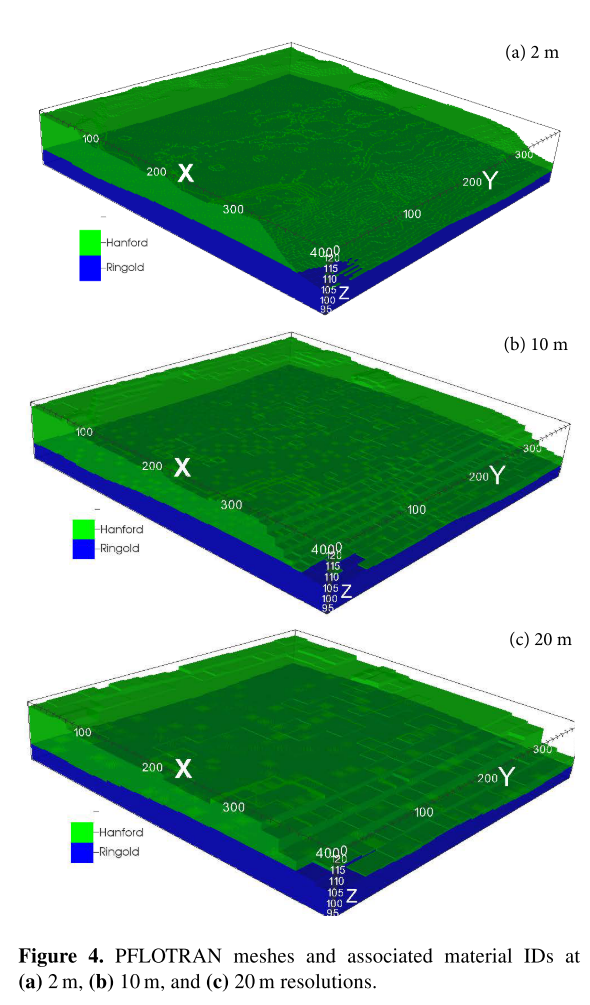 (a) 2 m
100
200 X
300
300
200 Y
100
4000
120
115
110
105 Z
100
95
Hanford
Ringold
(b) 10 m
100
200 X
300
300
200 Y
100
4000
120
115
110
105 Z
100
95
Hanford
Ringold
(c) 20 m
100
200 X
300
300
200 Y
100
4000
120
115
110
105 Z
100
95
Hanford
Ringold
Figure 4. PFLOTRAN meshes and associated material IDs at
(a) 2 m, (b) 10 m, and (c) 20 m resolutions.